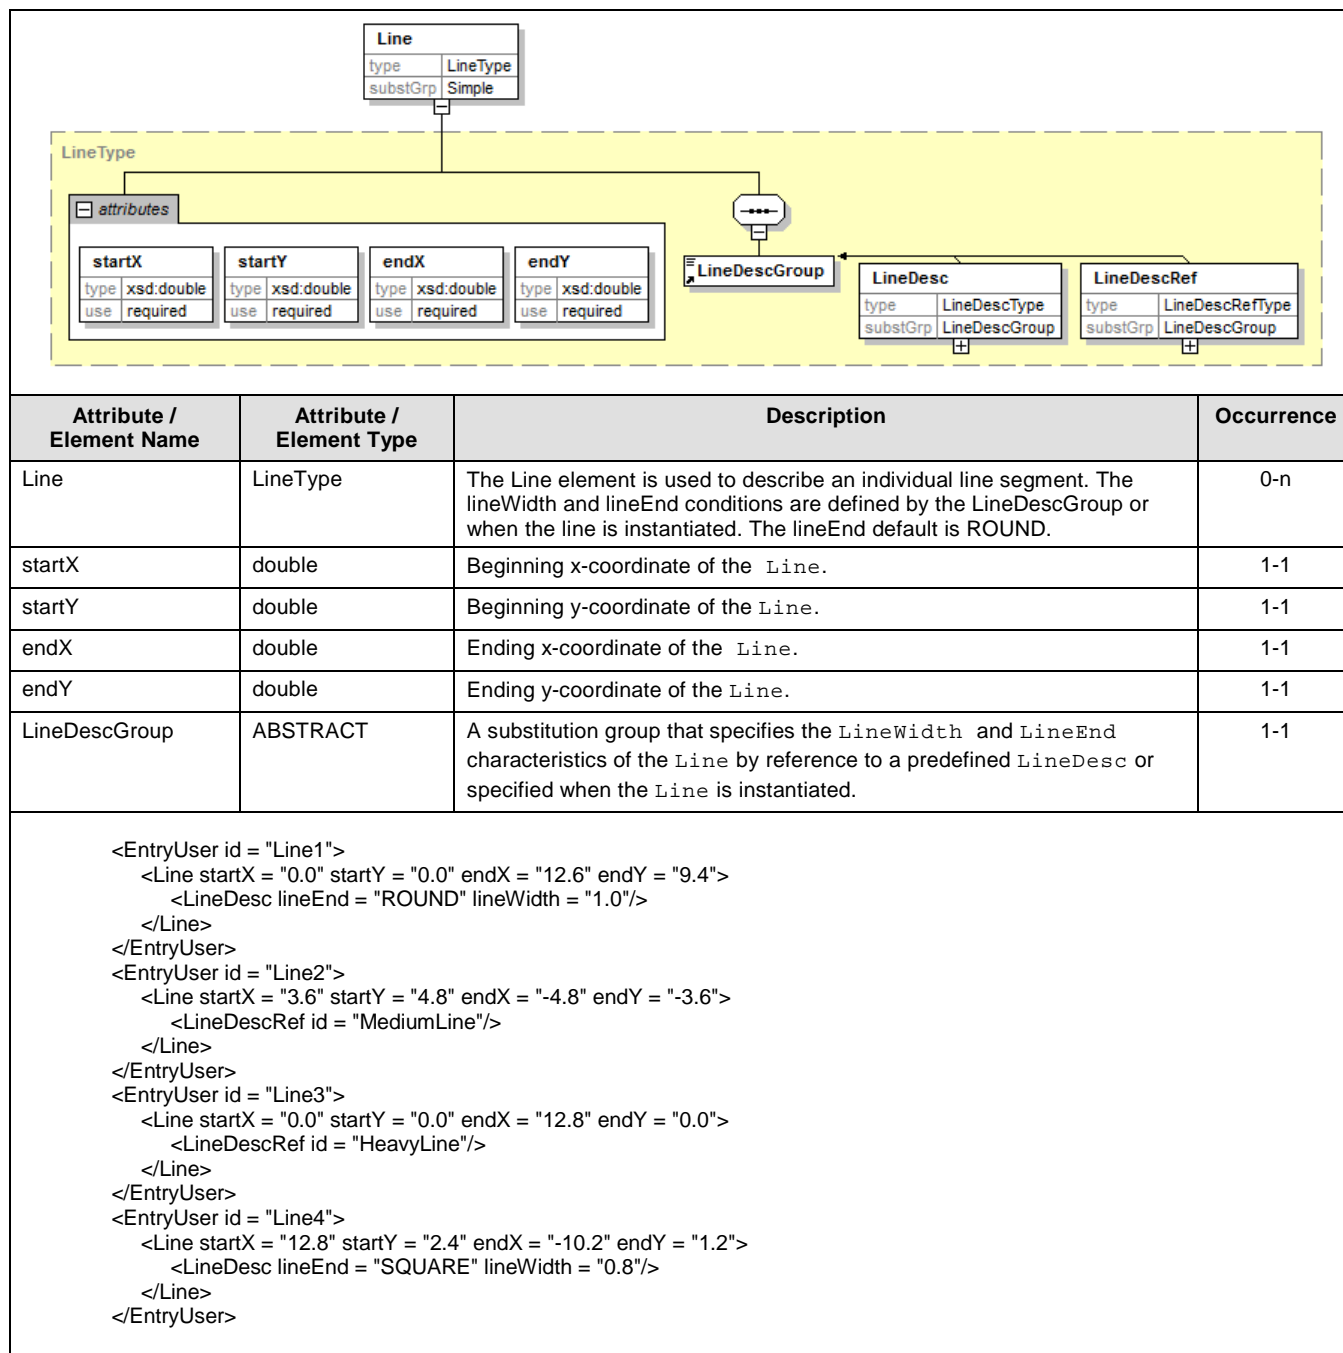 Line
type LineType
substGrp Simple
LineType
attributes
startX
type xsd:double
use required
startY
type xsd:double
use required
endX
type xsd:double
use required
endY
type xsd:double
use required
LineDescGroup
LineDesc
type LineDescType
substGrp LineDescGroup
LineDescRef
type LineDescRefType
substGrp LineDescGroup
Attribute / Element Name
Attribute / Element Type
Description
Occurrence
Line
LineType
The Line element is used to describe an individual line segment. The
lineWidth and lineEnd conditions are defined by the LineDescGroup or
when the line is instantiated. The lineEnd default is ROUND.
0-n
startX
double
Beginning x-coordinate of the Line.
1-1
startY
double
Beginning y-coordinate of the Line.
1-1
endX
double
Ending x-coordinate of the Line.
1-1
endY
double
Ending y-coordinate of the Line.
1-1
LineDescGroup
ABSTRACT
A substitution group that specifies the LineWidth and LineEnd
characteristics of the Line by reference to a predefined LineDesc or
specified when the Line is instantiated.
1-1
<EntryUser id = "Line1">
<Line startX = "0.0" startY = "0.0" endX = "12.6" endY = "9.4">
<LineDesc lineEnd = "ROUND" lineWidth = "1.0"/>
</Line>
</EntryUser>
<EntryUser id = "Line2">
<Line startX = "3.6" startY = "4.8" endX = "-4.8" endY = "-3.6">
<LineDescRef id = "MediumLine"/>
</Line>
</EntryUser>
<EntryUser id = "Line3">
<Line startX = "0.0" startY = "0.0" endX = "12.8" endY = "0.0">
<LineDescRef id = "HeavyLine"/>
</Line>
</EntryUser>
<EntryUser id = "Line4">
<Line startX = "12.8" startY = "2.4" endX = "-10.2" endY = "1.2">
<LineDesc lineEnd = "SQUARE" lineWidth = "0.8"/>
</Line>
</EntryUser>